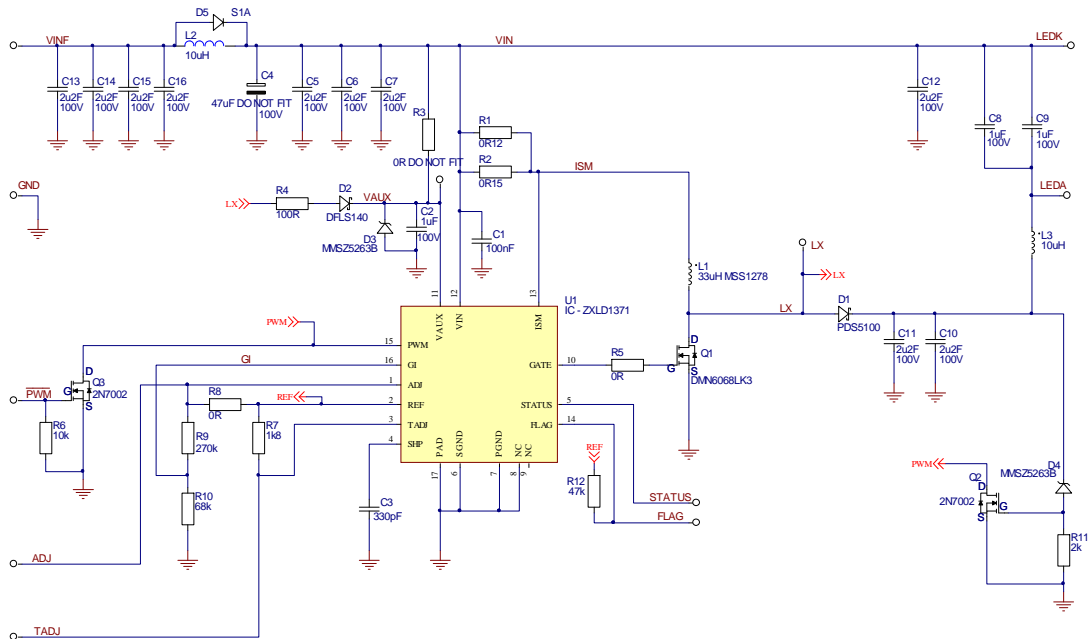 D5 S1A
VINF
L2
10uH
VIN
LEDK
C13
2u2F
100V
C14
2u2F
100V
C15
2u2F
100V
C16
2u2F
100V
C4
47uF DO NOT FIT
100V
C5
2u2F
100V
C6
2u2F
100V
C7
2u2F
100V
R3
0R DO NOT FIT
R1
0R12
R2
0R15
ISM
C12
2u2F
100V
C8
1uF
100V
C9
1uF
100V
GND
LEDA
LX
R4
100R
D2
DFLS140
VAUX
D3
MMSZ5263B
C2
1uF
100V
C1
100nF
L1
33uH MSS1278
LX
LX
L3
10uH
LX
D1
PDS5100
C11
2u2F
100V
C10
2u2F
100V
U1
IC - ZXLD1371
11
12
13
VAUX
VIN
ISM
PWM
15 PWM
GI
16 GI
1 ADJ
2 REF
3 TADJ
4 SHP
GATE 10
STATUS 5
FLAG 14
PAD
SGND
PGND
NC
NC
17
6
7
8
9
R5
0R
D
G
S
Q1
DMN6068LK3
PWM
D
G
S
Q3
2N7002
R6
10k
R8
0R
REF
R7
1k8
R9
270k
R10
68k
C3
330pF
REF
R12
47k
STATUS
FLAG
PWM
Q2
2N7002
D
G
S
D4
MMSZ5263B
R11
2k
ADJ
TADJ